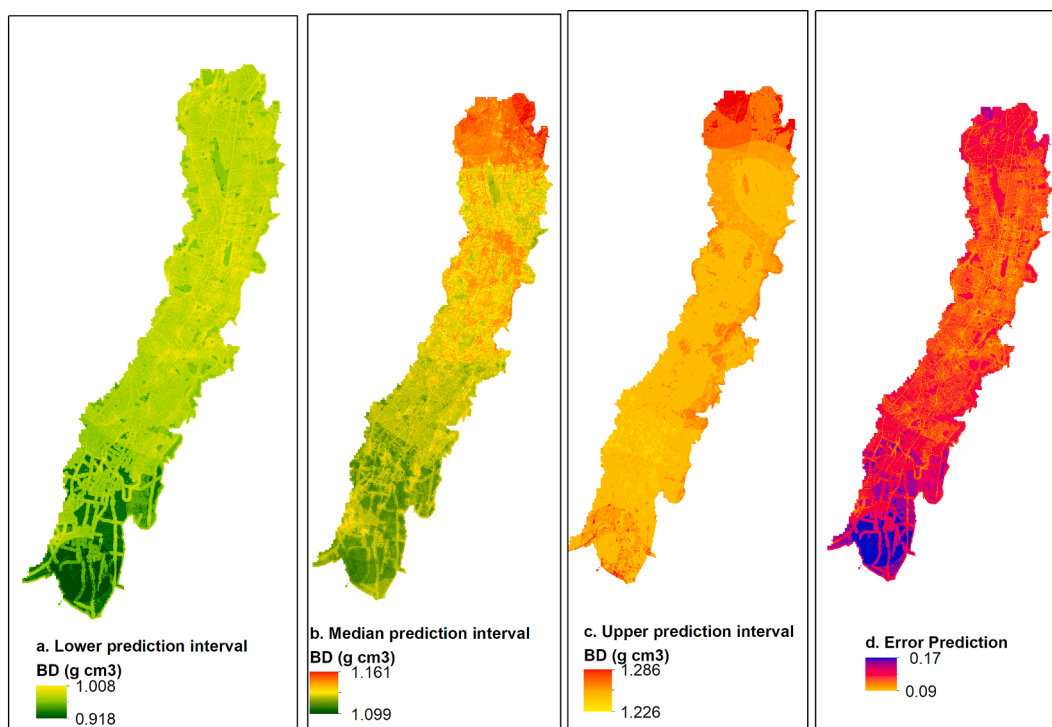 a. Lower prediction interval
BD (g cm3)
1.008
0.918
b. Median prediction interval
BD (g cm3)
1.161
1.099
c. Upper prediction interval
BD (g cm3)
1.286
1.226
d. Error Prediction
0.17
0.09